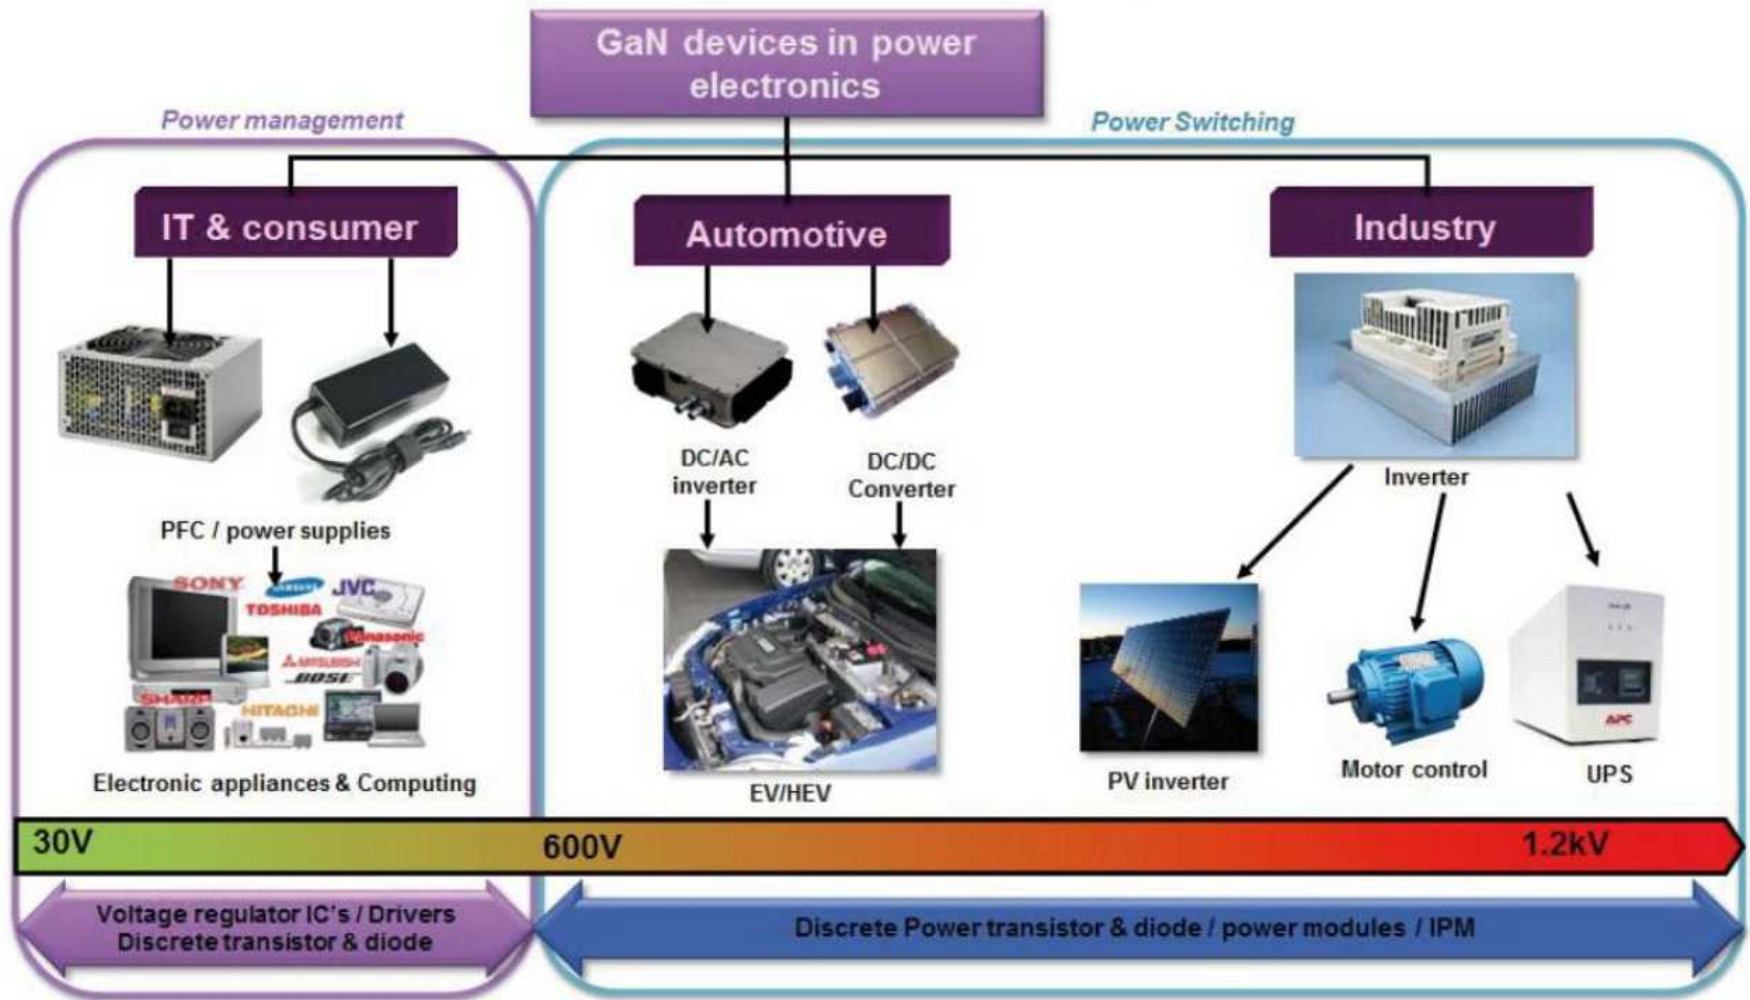 GaN devices in power
electronics
Power management
Power Switching
IT & consumer
Automotive
Industry
DC/AC
inverter
DC/DC
Converter
Inverter
PFC / power supplies
SONY
SAMSUNG
JVC
TOSHIBA
Panasonic
MITSUBISHI
BOSE
SHARP
HITACHI
APC
Electronic appliances & Computing
EV/HEV
PV inverter
Motor control
UPS
30V
600V
1.2kV
Voltage regulator IC's / Drivers
Discrete transistor & diode
Discrete Power transistor & diode / power modules / IPM